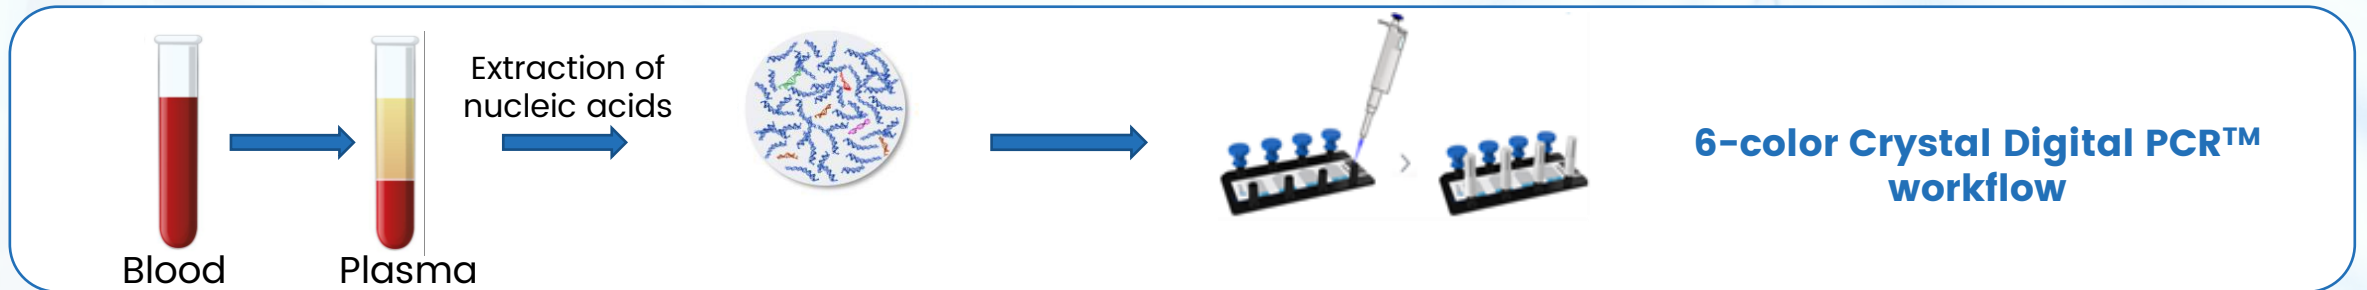 Extraction of
nucleic acids
Blood
Plasma
6-color Crystal Digital PCR™
workflow